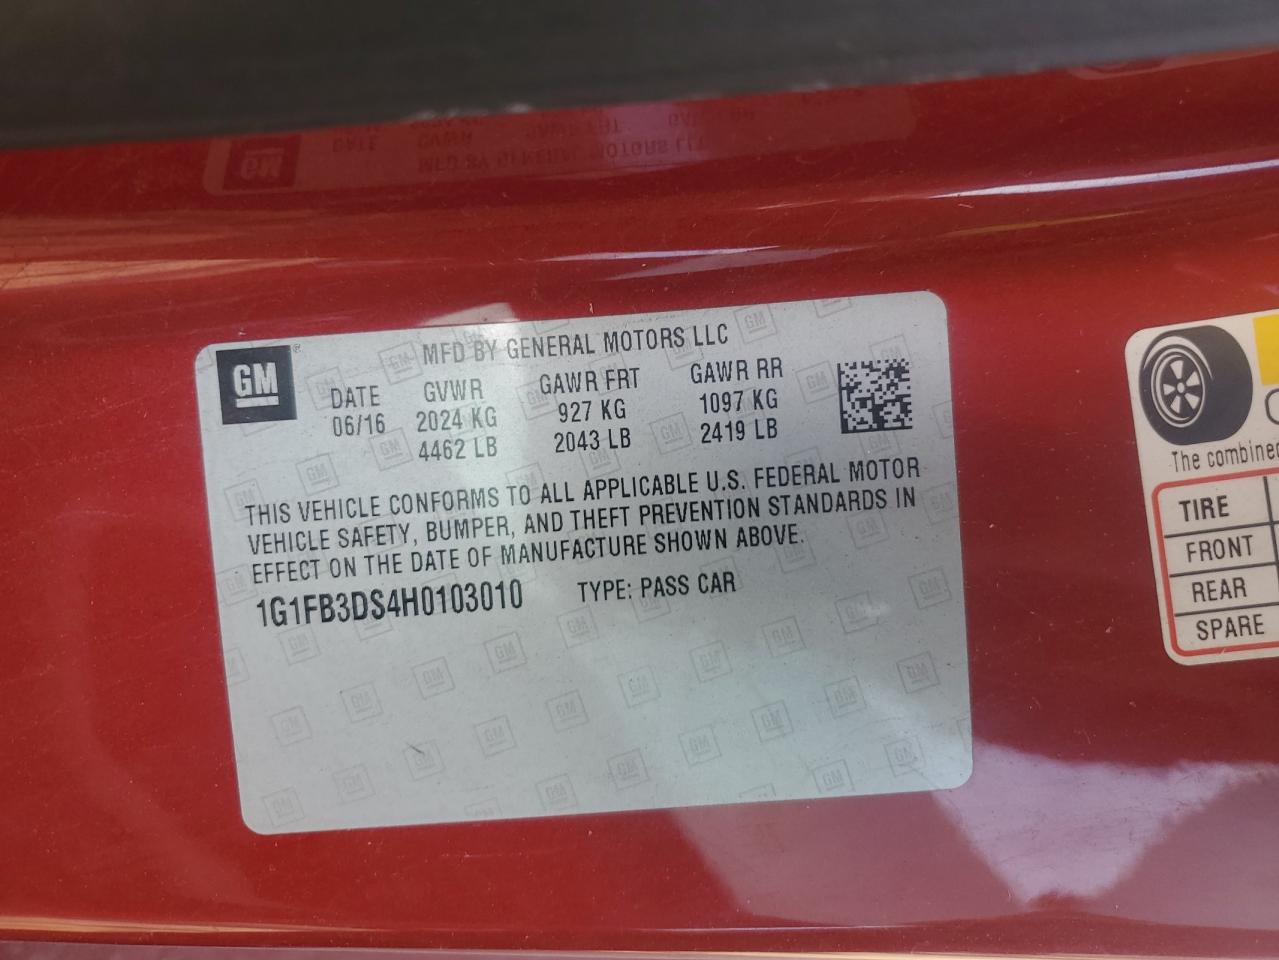 GM
MFD BY GENERAL MOTORS LLC
DATE GVWR GAWR FRT GAWR RR
06/16 2024 KG 927 KG 1097 KG
4462 LB 2043 LB 2419 LB
THIS VEHICLE CONFORMS TO ALL APPLICABLE U.S. FEDERAL MOTOR
VEHICLE SAFETY, BUMPER, AND THEFT PREVENTION STANDARDS IN
EFFECT ON THE DATE OF MANUFACTURE SHOWN ABOVE.
1G1FB3DS4H0103010 TYPE: PASS CAR
The combined
TIRE
FRONT
REAR
SPARE